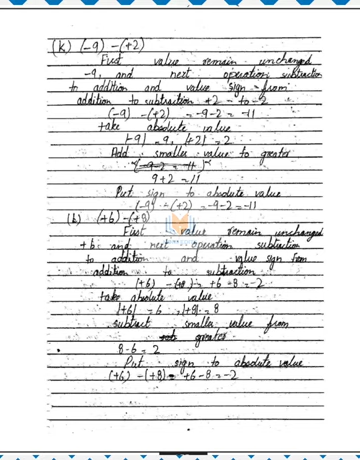 (k) (-9) - (+2)
First value remain unchanged
-9, and next operation subtraction
to addition and value sign from
addition to subtraction +2 - to -2
(-9) - (+2) = -9-2 = -11
take absolute value
|-9| = 9, |+2| = 2
Add smaller value to greater
9+2 = 11
Put sign to absolute value
(-9) - (+2) = -9-2 = -11
(l) (+6) - (+8)
First value remain unchanged
+6 and next operation subtraction
to addition and value sign from
addition to subtraction.
(+6) - (+8) = +6-8 = -2
take absolute value
|+6| = 6, |+8| = 8
subtract smaller value from
greater
8-6 = 2
Put sign to absolute value
(+6) - (+8) = +6-8 = -2